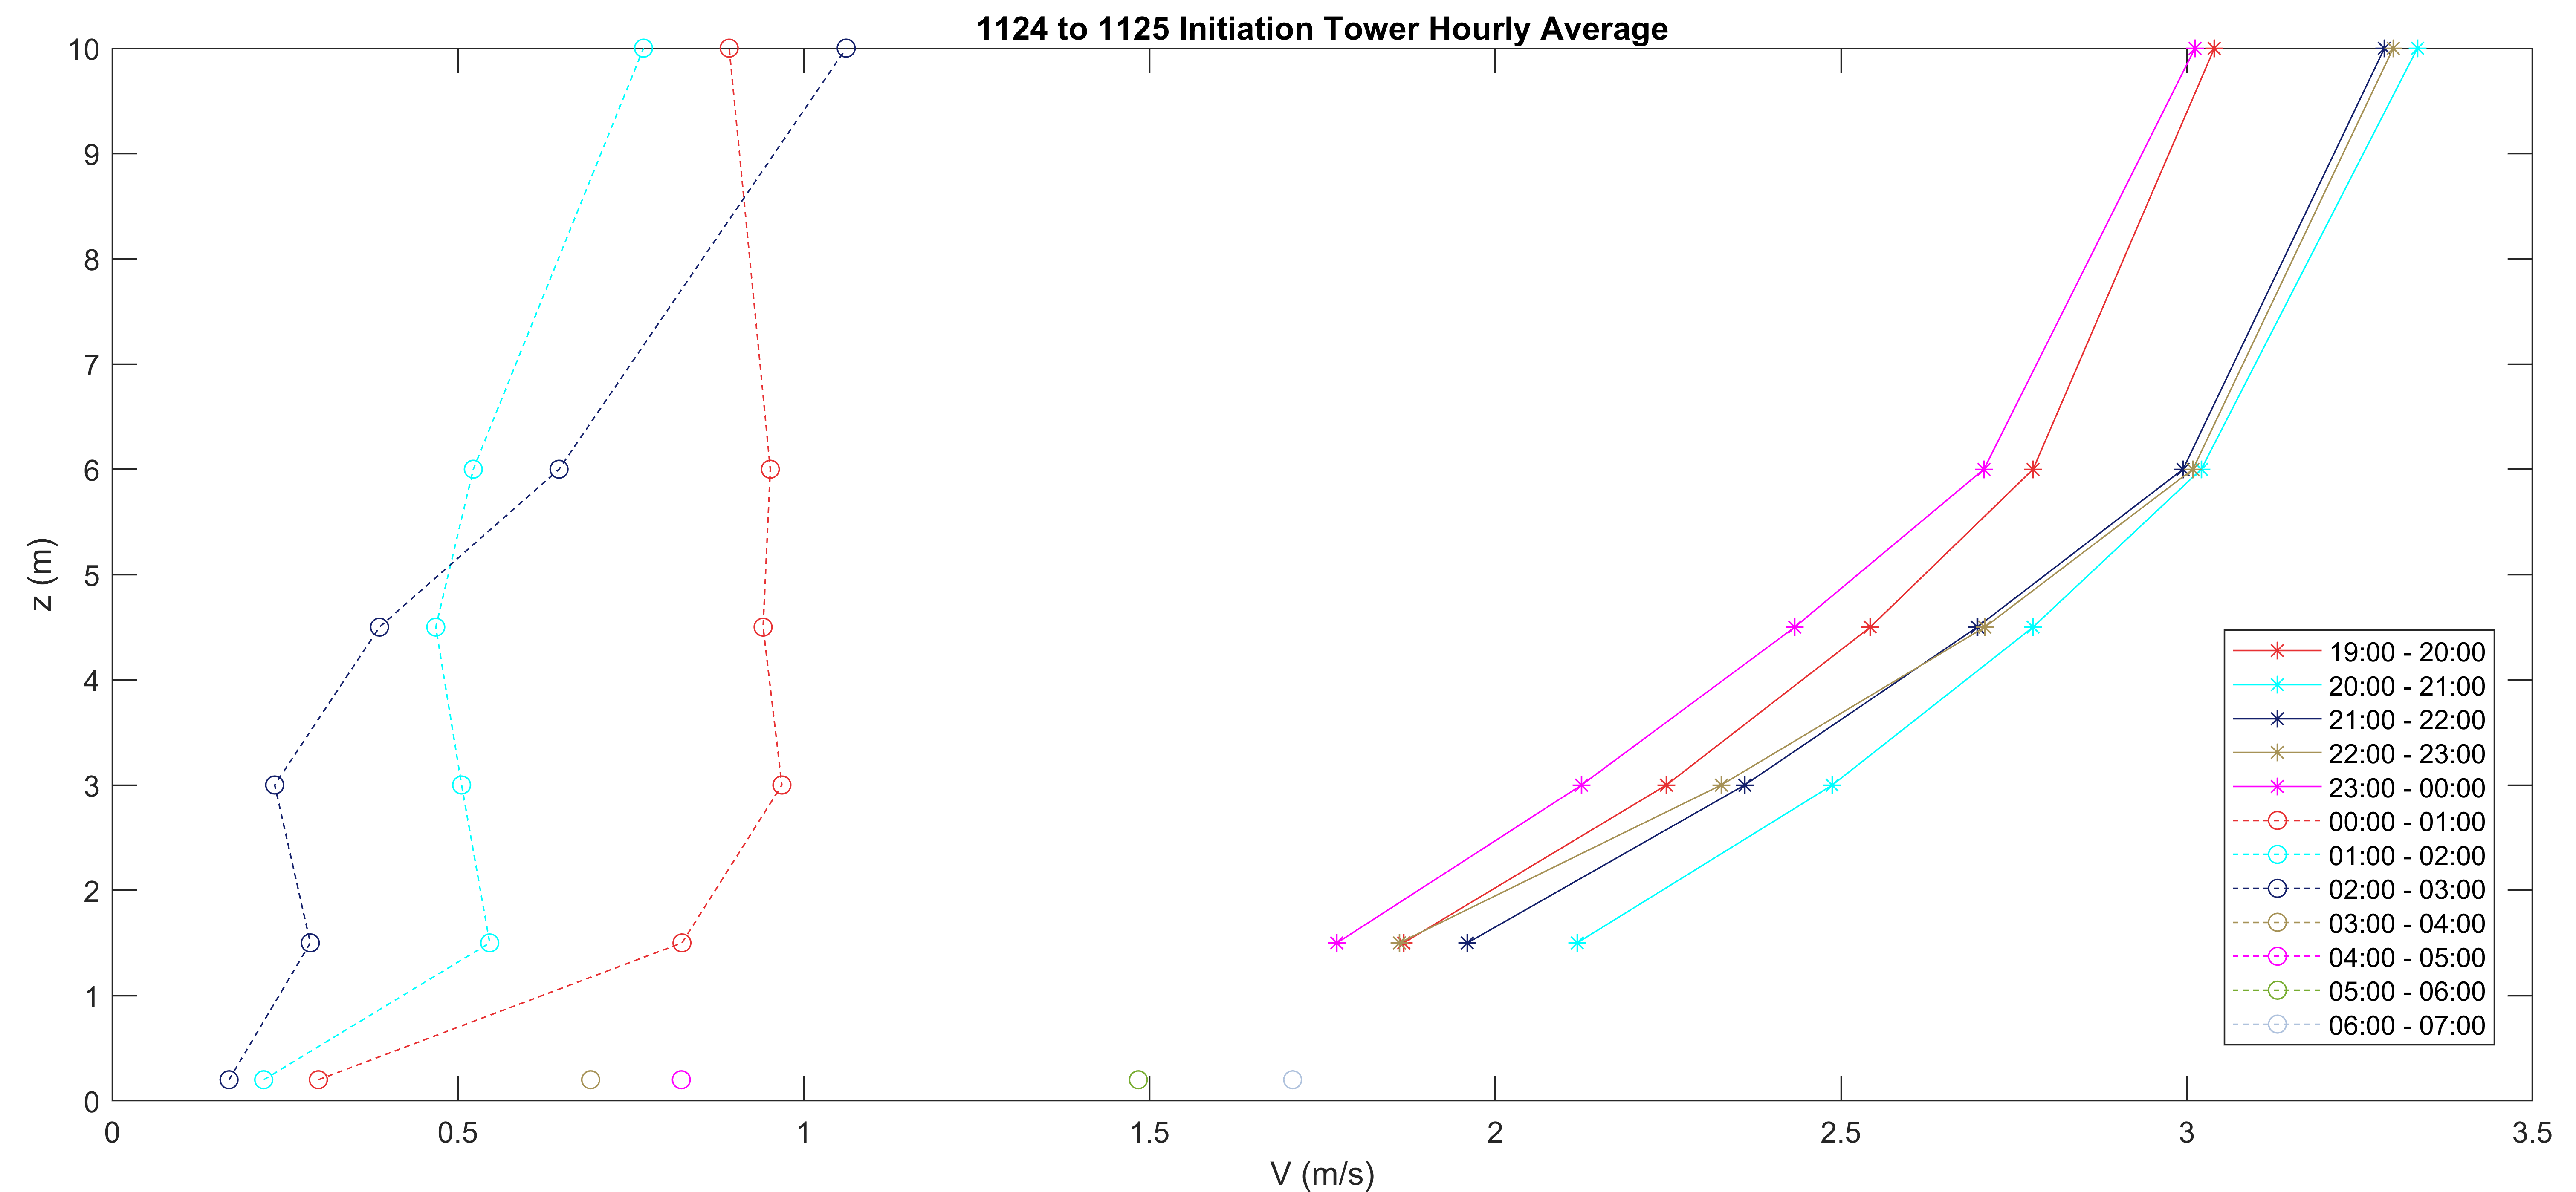 1124 to 1125 Initiation Tower Hourly Average
10
9
8
7
6
5
4
3
2
1
0
z (m)
0 0.5 1 1.5 2 2.5 3 3.5
V (m/s)
19:00 - 20:00
20:00 - 21:00
21:00 - 22:00
22:00 - 23:00
23:00 - 00:00
00:00 - 01:00
01:00 - 02:00
02:00 - 03:00
03:00 - 04:00
04:00 - 05:00
05:00 - 06:00
06:00 - 07:00